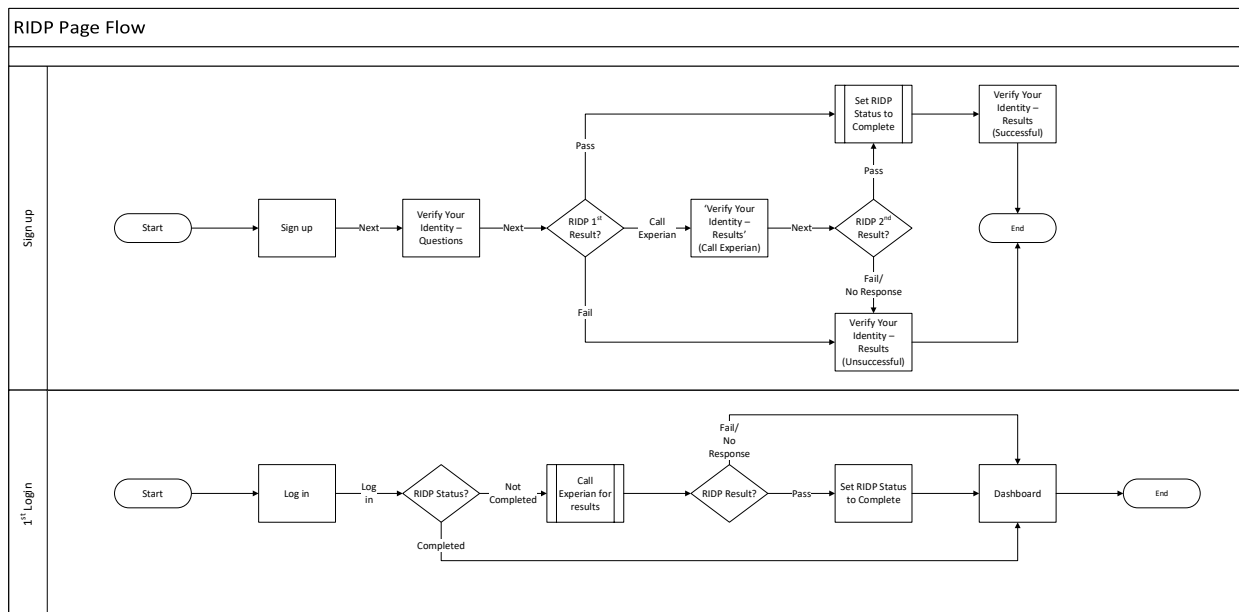 RIDP Page Flow
Sign up
Start
Sign up
Next
Verify Your
Identity –
Questions
Next
RIDP 1st
Result?
Pass
Call
Experian
Fail
‘Verify Your
Identity –
Results’
(Call Experian)
Next
RIDP 2nd
Result?
Pass
Fail/
No Response
Set RIDP
Status to
Complete
Verify Your
Identity –
Results
(Successful)
Verify Your
Identity –
Results
(Unsuccessful)
End
1st Login
Start
Log in
Log
in
RIDP Status?
Not
Completed
Completed
Call
Experian for
results
RIDP Result?
Fail/
No
Response
Pass
Set RIDP Status
to Complete
Dashboard
End